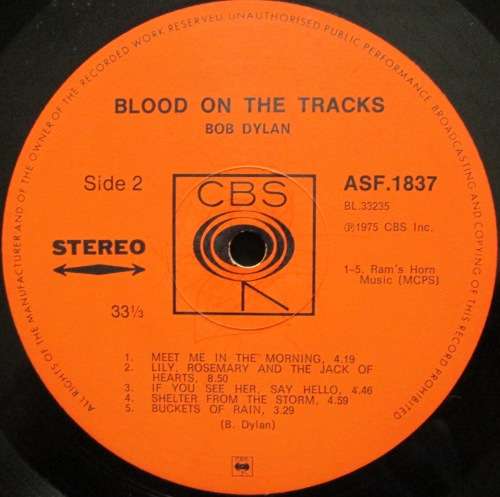 ALL RIGHTS OF THE MANUFACTURER AND OF THE OWNER OF THE RECORDED WORK RESERVED UNAUTHORISED PUBLIC PERFORMANCE BROADCASTING AND COPYING OF THIS RECORD PROHIBITED
BLOOD ON THE TRACKS
BOB DYLAN
Side 2
CBS
ASF.1837
BL.33235
STEREO
℗1975 CBS Inc.
33⅓
1–5. Ram's Horn
Music (MCPS)
1. MEET ME IN THE MORNING, 4.19
2. LILY, ROSEMARY AND THE JACK OF
HEARTS, 8.50
3. IF YOU SEE HER, SAY HELLO, 4.46
4. SHELTER FROM THE STORM, 4.59
5. BUCKETS OF RAIN, 3.29
(B. Dylan)
CBS